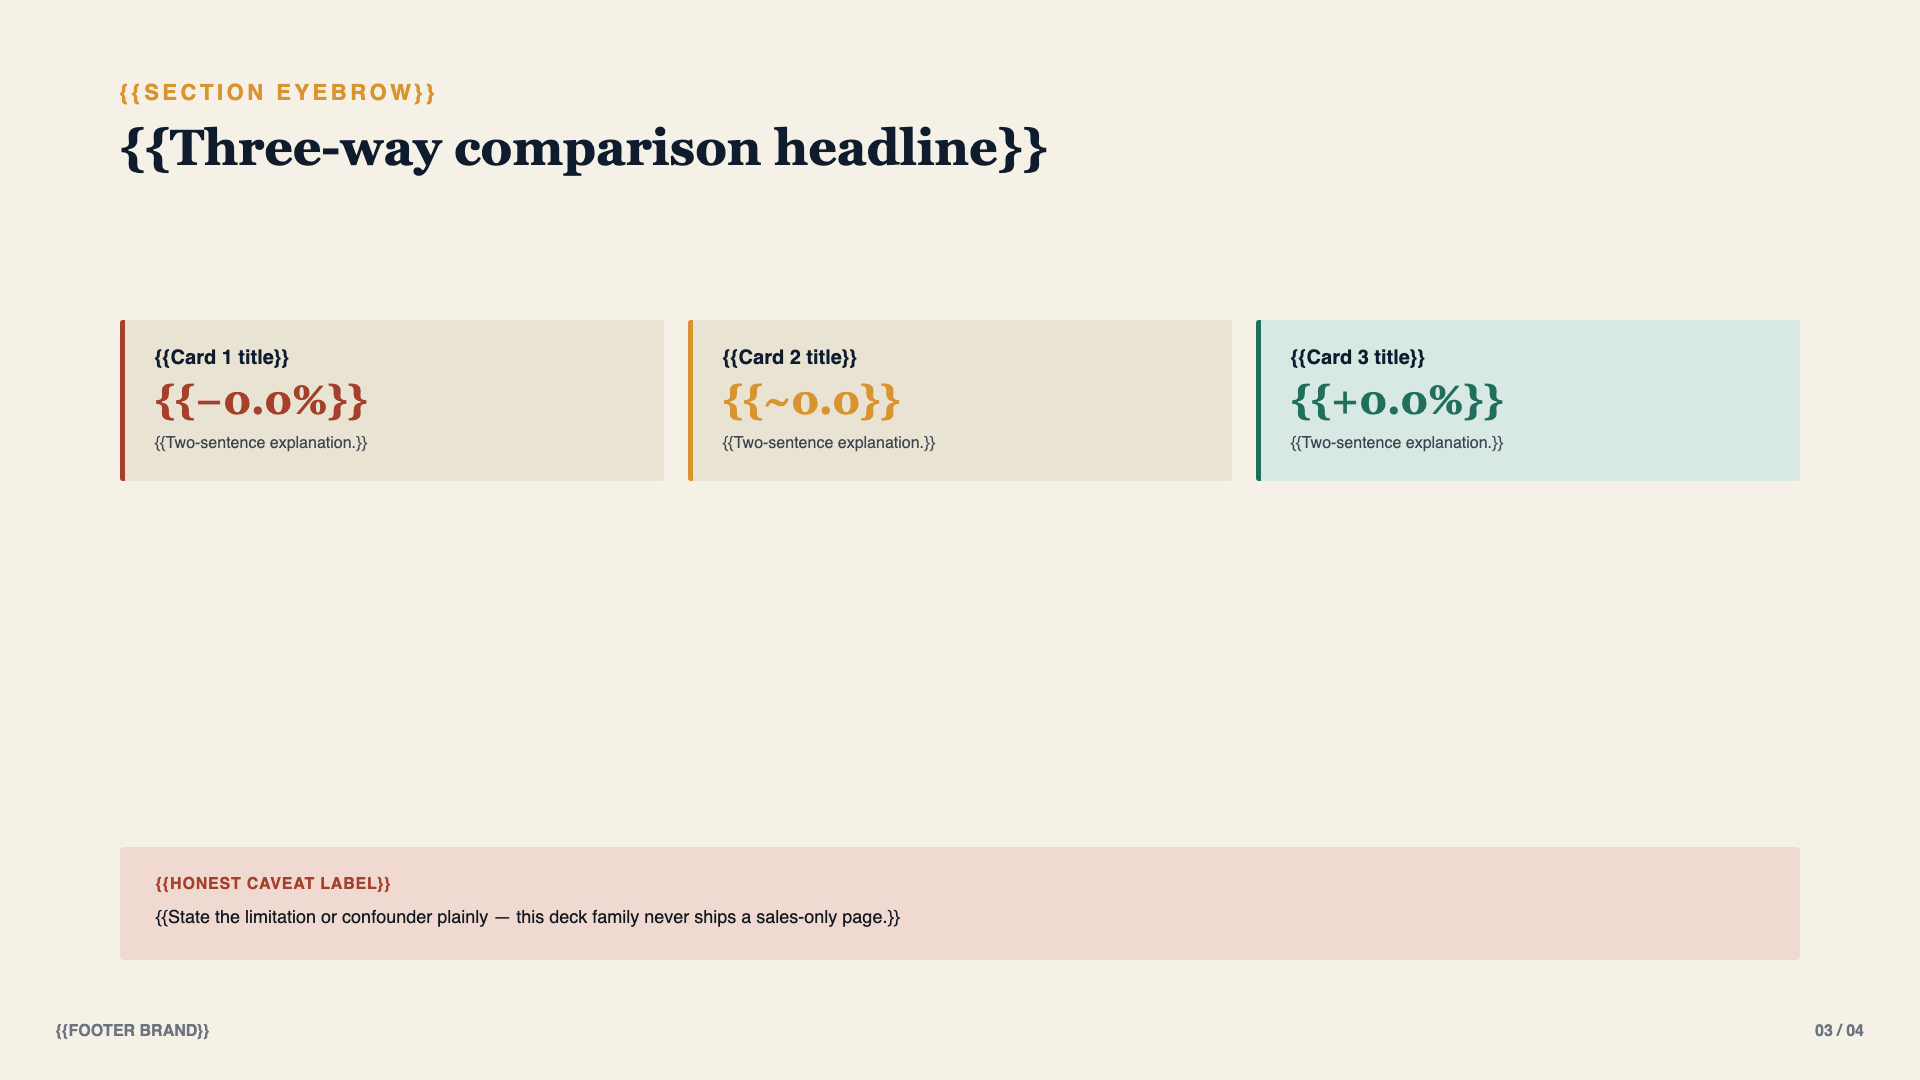 {{SECTION EYEBROW}}
{{Three-way comparison headline}}
{{Card 1 title}}
{{−0.0%}}
{{Two-sentence explanation.}}
{{Card 2 title}}
{{~0.0}}
{{Two-sentence explanation.}}
{{Card 3 title}}
{{+0.0%}}
{{Two-sentence explanation.}}
{{HONEST CAVEAT LABEL}}
{{State the limitation or confounder plainly — this deck family never ships a sales-only page.}}
{{FOOTER BRAND}}
03 / 04